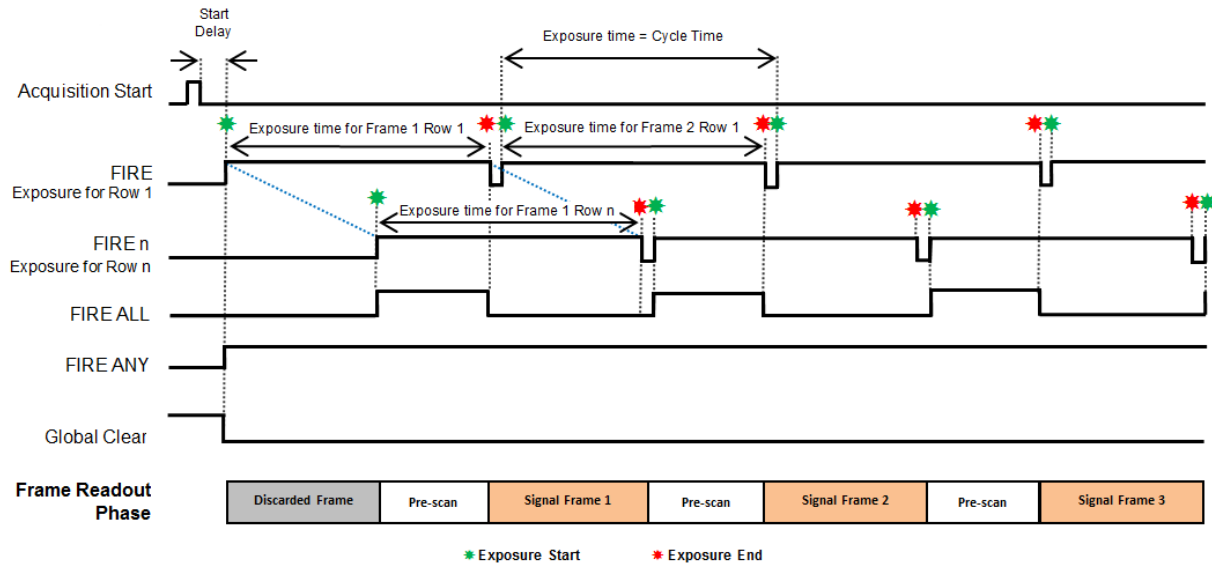 Start
Delay
Exposure time = Cycle Time
Acquisition Start
Exposure time for Frame 1 Row 1
Exposure time for Frame 2 Row 1
FIRE
Exposure for Row 1
Exposure time for Frame 1 Row n
FIRE n
Exposure for Row n
FIRE ALL
FIRE ANY
Global Clear
Frame Readout
Phase
Discarded Frame
Pre-scan
Signal Frame 1
Pre-scan
Signal Frame 2
Pre-scan
Signal Frame 3
Exposure Start
Exposure End